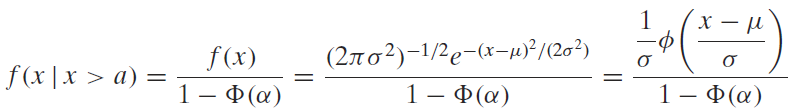 f(x | x > a) = f(x) / (1 − Φ(α)) = (2πσ²)^{−1/2} e^{−(x−μ)²/(2σ²)} / (1 − Φ(α)) = (1/σ) ϕ((x − μ)/σ) / (1 − Φ(α))